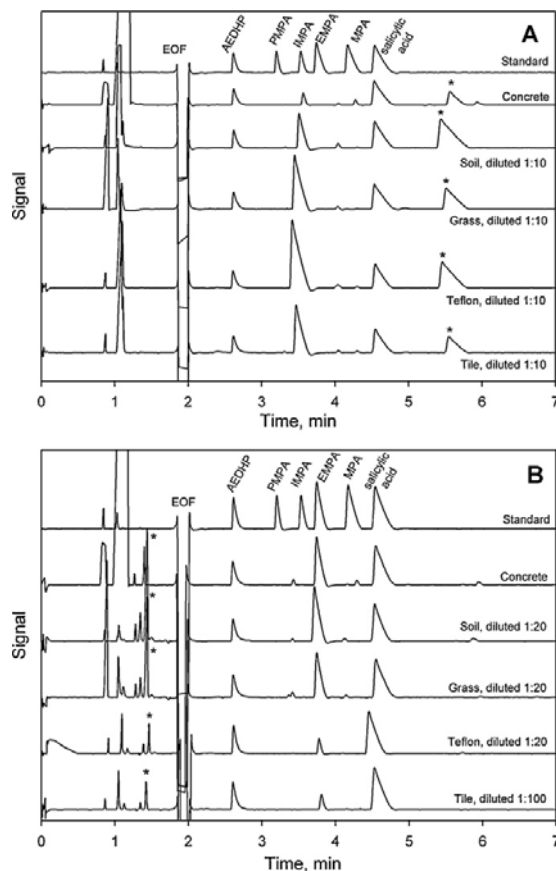 A
EOF
AEDHP
PMPA
IMPA
EMPA
MPA
salicylic
acid
Standard
*
Concrete
*
Soil, diluted 1:10
*
Grass, diluted 1:10
*
Teflon, diluted 1:10
*
Tile, diluted 1:10
Signal
0 1 2 3 4 5 6 7
Time, min
B
EOF
AEDHP
PMPA
IMPA
EMPA
MPA
salicylic
acid
Standard
*
Concrete
*
Soil, diluted 1:20
*
Grass, diluted 1:20
*
Teflon, diluted 1:20
*
Tile, diluted 1:100
Signal
0 1 2 3 4 5 6 7
Time, min